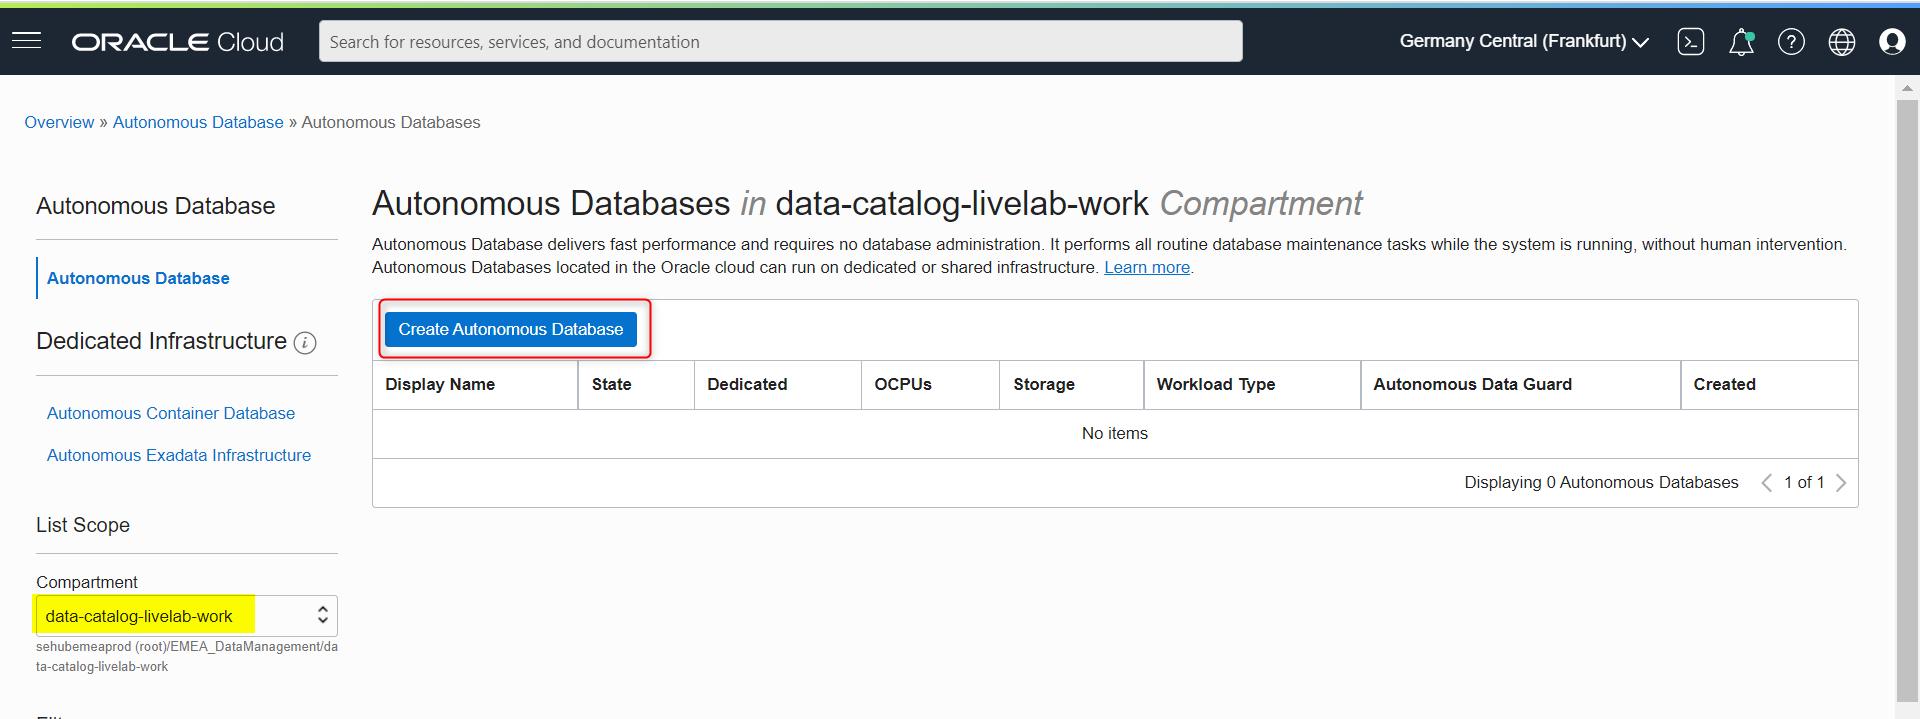 ORACLE Cloud
Search for resources, services, and documentation
Germany Central (Frankfurt)
Overview » Autonomous Database » Autonomous Databases
Autonomous Database
Autonomous Database
Dedicated Infrastructure
Autonomous Container Database
Autonomous Exadata Infrastructure
List Scope
Compartment
data-catalog-livelab-work
sehubemeaprod (root)/EMEA_DataManagement/da
ta-catalog-livelab-work
Autonomous Databases in data-catalog-livelab-work Compartment
Autonomous Database delivers fast performance and requires no database administration. It performs all routine database maintenance tasks while the system is running, without human intervention.
Autonomous Databases located in the Oracle cloud can run on dedicated or shared infrastructure. Learn more.
Create Autonomous Database
Display Name State Dedicated OCPUs Storage Workload Type Autonomous Data Guard Created
No items
Displaying 0 Autonomous Databases 1 of 1